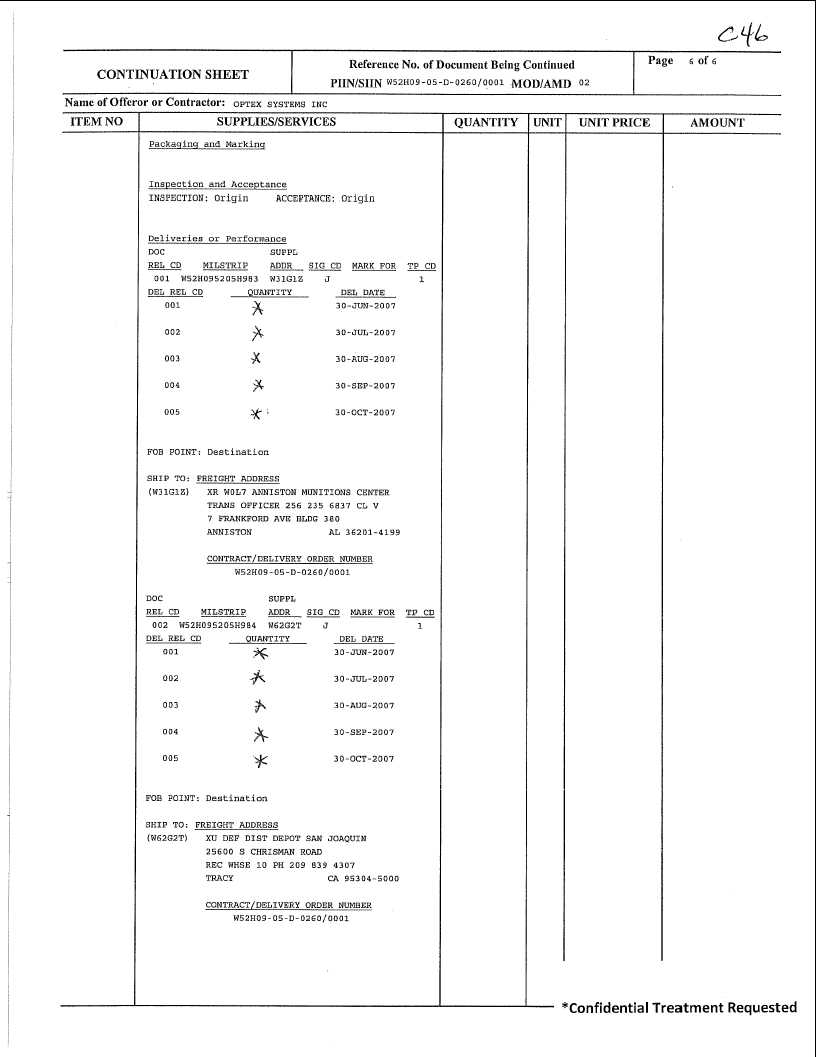 C46
CONTINUATION SHEET
Reference No. of Document Being Continued
PIIN/SIIN W52H09-05-D-0260/0001 MOD/AMD 02
Page 6 of 6
Name of Offeror or Contractor: OPTEX SYSTEMS INC
ITEM NO SUPPLIES/SERVICES QUANTITY UNIT UNIT PRICE AMOUNT
Packaging and Marking
Inspection and Acceptance
INSPECTION: Origin ACCEPTANCE: Origin
Deliveries or Performance
DOC SUPPL
REL CD MILSTRIP ADDR SIG CD MARK FOR TP CD
001 W52H095205H983 W31G1Z J 1
DEL REL CD QUANTITY DEL DATE
001 * 30-JUN-2007
002 * 30-JUL-2007
003 * 30-AUG-2007
004 * 30-SEP-2007
005 * 30-OCT-2007
FOB POINT: Destination
SHIP TO: FREIGHT ADDRESS
(W31G1Z) XR W0L7 ANNISTON MUNITIONS CENTER
TRANS OFFICER 256 235 6837 CL V
7 FRANKFORD AVE BLDG 380
ANNISTON AL 36201-4199
CONTRACT/DELIVERY ORDER NUMBER
W52H09-05-D-0260/0001
DOC SUPPL
REL CD MILSTRIP ADDR SIG CD MARK FOR TP CD
002 W52H095205H984 W62G2T J 1
DEL REL CD QUANTITY DEL DATE
001 * 30-JUN-2007
002 * 30-JUL-2007
003 * 30-AUG-2007
004 * 30-SEP-2007
005 * 30-OCT-2007
FOB POINT: Destination
SHIP TO: FREIGHT ADDRESS
(W62G2T) XU DEF DIST DEPOT SAN JOAQUIN
25600 S CHRISMAN ROAD
REC WHSE 10 PH 209 839 4307
TRACY CA 95304-5000
CONTRACT/DELIVERY ORDER NUMBER
W52H09-05-D-0260/0001
*Confidential Treatment Requested